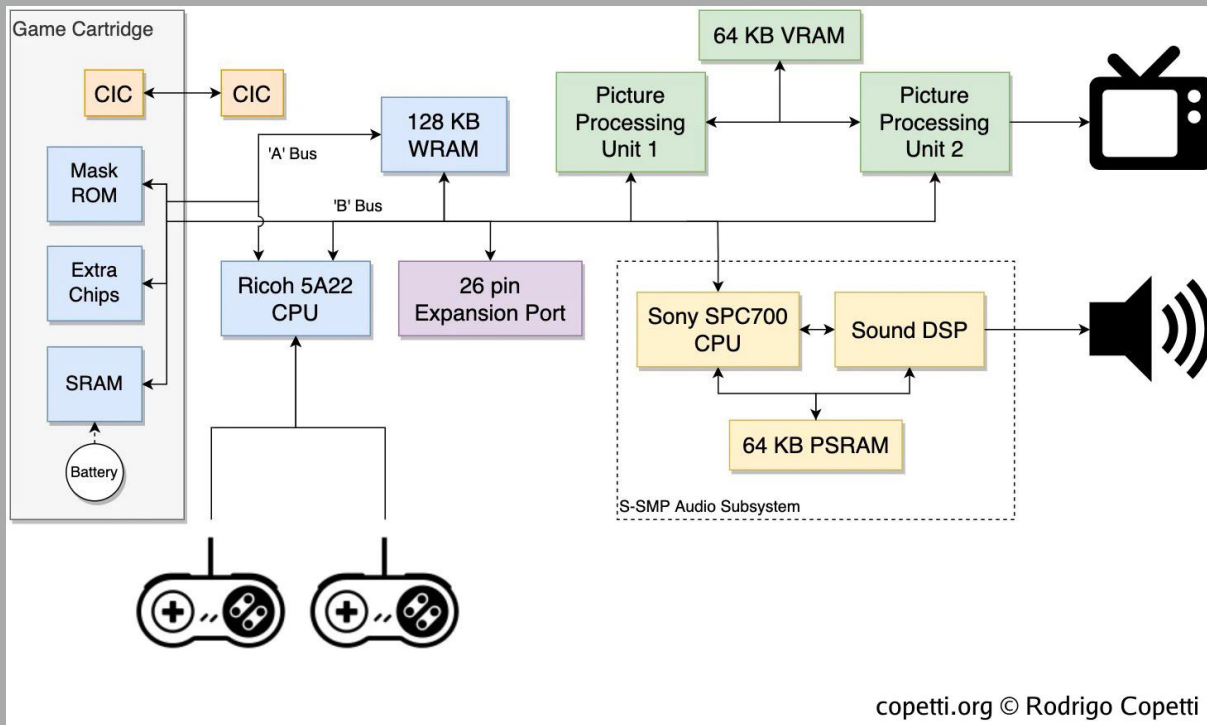 Game Cartridge
64 KB VRAM
CIC
CIC
128 KB
WRAM
Picture
Processing
Unit 1
Picture
Processing
Unit 2
'A' Bus
Mask
ROM
'B' Bus
Extra
Chips
Ricoh 5A22
CPU
26 pin
Expansion Port
Sony SPC700
CPU
Sound DSP
SRAM
64 KB PSRAM
Battery
S-SMP Audio Subsystem
copetti.org © Rodrigo Copetti